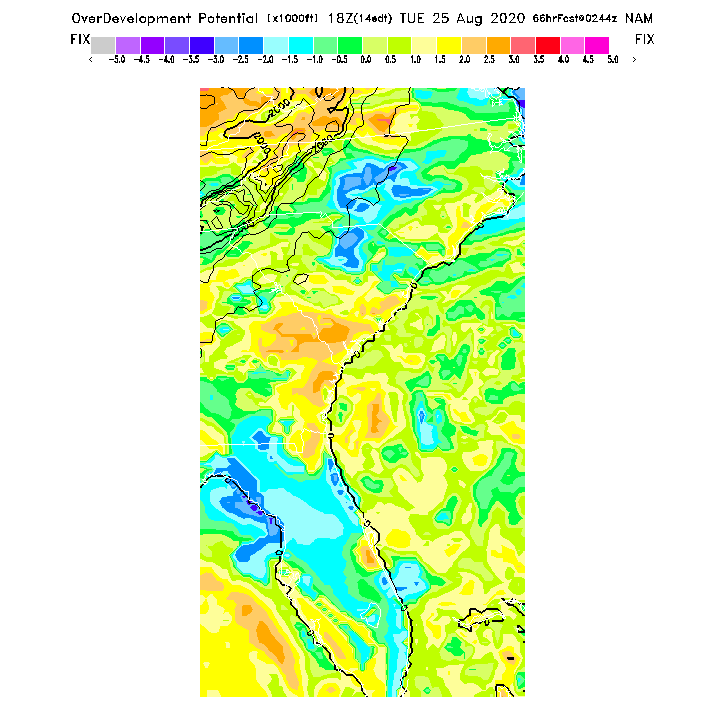 OverDevelopment Potential [x1000ft] 18Z(14edt) TUE 25 Aug 2020 66hrFcst@0244z NAM
FIX FIX
< -5.0 -4.5 -4.0 -3.5 -3.0 -2.5 -2.0 -1.5 -1.0 -0.5 0.0 0.5 1.0 1.5 2.0 2.5 3.0 3.5 4.0 4.5 5.0 >
2000
2000